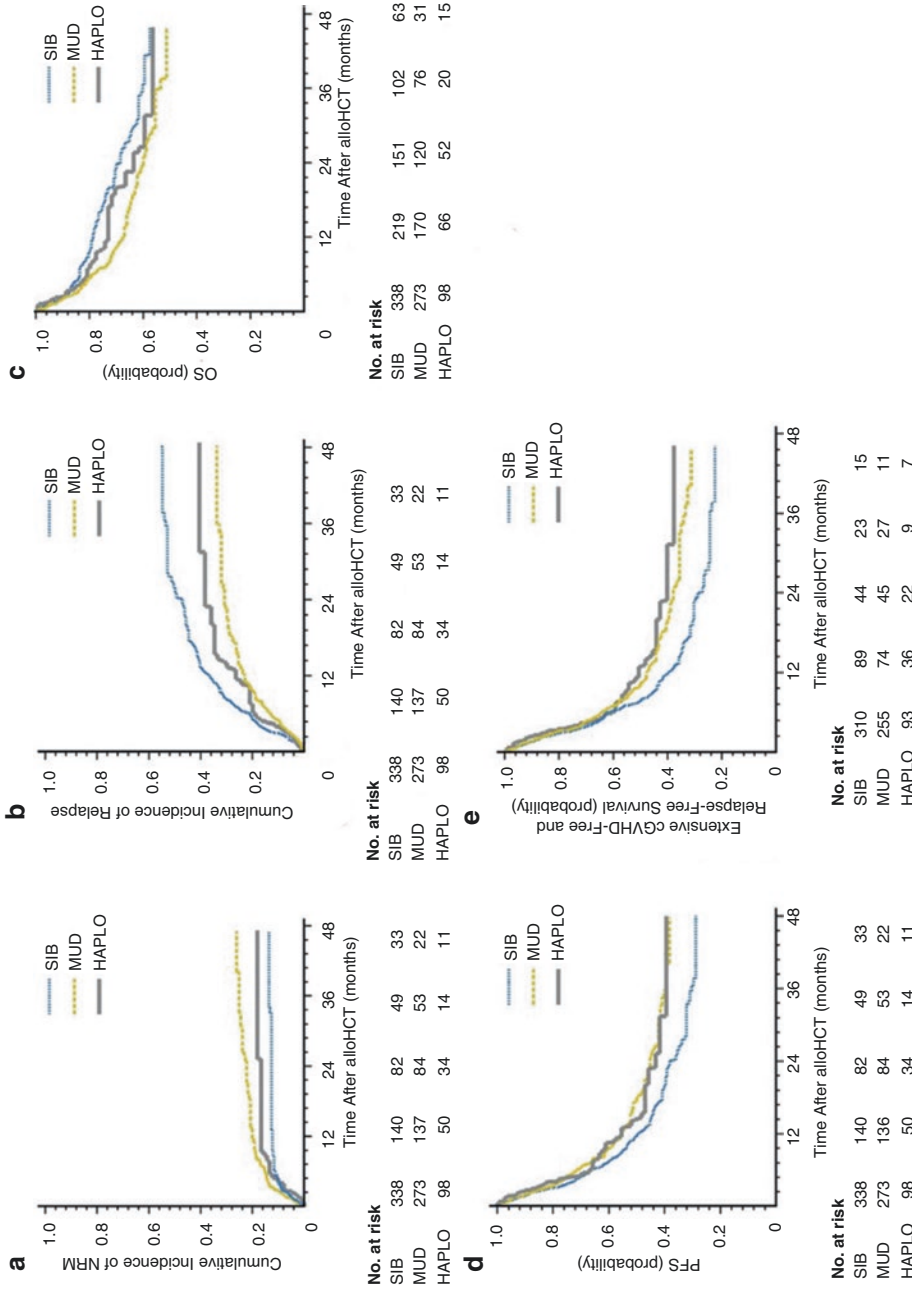 a
Cumulative Incidence of NRM
1.0
0.8
0.6
0.4
0.2
0
12
24
36
48
Time After alloHCT (months)
SIB
MUD
HAPLO
No. at risk
SIB 338 140 82 49 33
MUD 273 137 84 53 22
HAPLO 98 50 34 14 11
b
Cumulative Incidence of Relapse
1.0
0.8
0.6
0.4
0.2
0
12
24
36
48
Time After alloHCT (months)
SIB
MUD
HAPLO
No. at risk
SIB 338 140 82 49 33
MUD 273 137 84 53 22
HAPLO 98 50 34 14 11
c
OS (probability)
1.0
0.8
0.6
0.4
0.2
0
12
24
36
48
Time After alloHCT (months)
SIB
MUD
HAPLO
No. at risk
SIB 338 219 151 102 63
MUD 273 170 120 76 31
HAPLO 98 66 52 20 15
d
PFS (probability)
1.0
0.8
0.6
0.4
0.2
0
12
24
36
48
Time After alloHCT (months)
SIB
MUD
HAPLO
No. at risk
SIB 338 140 82 49 33
MUD 273 136 84 53 22
HAPLO 98 50 34 14 11
e
Extensive cGVHD-Free and
Relapse-Free Survival (probability)
1.0
0.8
0.6
0.4
0.2
0
12
24
36
48
Time After alloHCT (months)
SIB
MUD
HAPLO
No. at risk
SIB 310 89 44 23 15
MUD 255 74 45 27 11
HAPLO 93 36 22 9 7